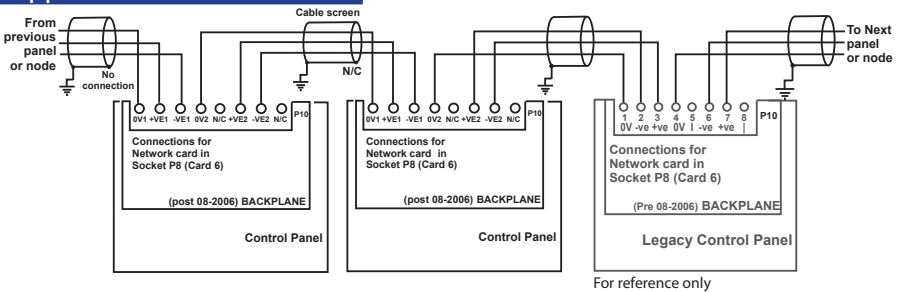 From
previous
panel
or node
No
connection
Cable screen
N/C
To Next
panel
or node
0V1 +VE1 -VE1 0V2 N/C +VE2 -VE2 N/C P10
Connections for
Network card in
Socket P8 (Card 6)
(post 08-2006) BACKPLANE
Control Panel
0V1 +VE1 -VE1 0V2 N/C +VE2 -VE2 N/C P10
Connections for
Network card in
Socket P8 (Card 6)
(post 08-2006) BACKPLANE
Control Panel
1 2 3 4 5 6 7 8 P10
0V -ve +ve 0V | -ve +ve |
Connections for
Network card in
Socket P8 (Card 6)
(Pre 08-2006) BACKPLANE
Legacy Control Panel
For reference only